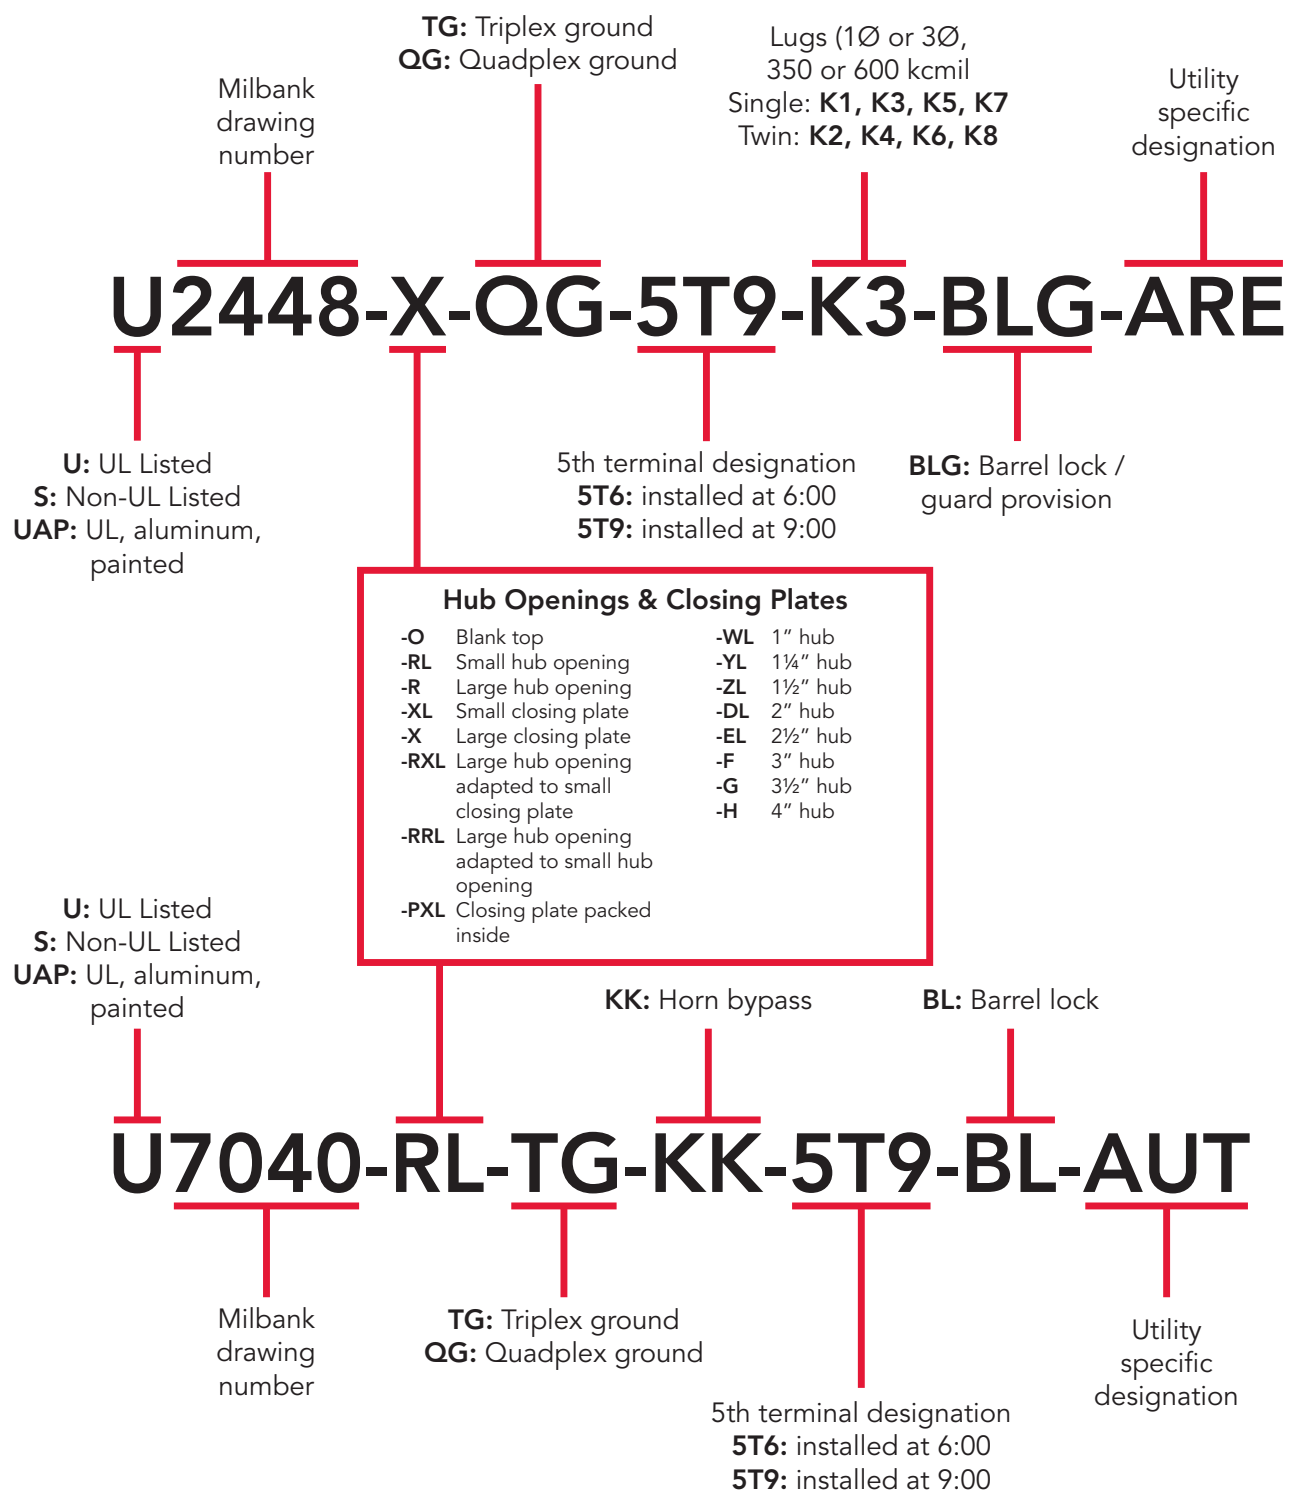 TG: Triplex ground
QG: Quadplex ground
Lugs (1Ø or 3Ø,
350 or 600 kcmil
Single: K1, K3, K5, K7
Twin: K2, K4, K6, K8
Milbank
drawing
number
Utility
specific
designation
U2448-X-QG-5T9-K3-BLG-ARE
U: UL Listed
S: Non-UL Listed
UAP: UL, aluminum,
painted
5th terminal designation
5T6: installed at 6:00
5T9: installed at 9:00
BLG: Barrel lock /
guard provision
Hub Openings & Closing Plates
-O Blank top
-RL Small hub opening
-R Large hub opening
-XL Small closing plate
-X Large closing plate
-RXL Large hub opening
adapted to small
closing plate
-RRL Large hub opening
adapted to small hub
opening
-PXL Closing plate packed
inside
-WL 1” hub
-YL 1¼” hub
-ZL 1½” hub
-DL 2” hub
-EL 2½” hub
-F 3” hub
-G 3½” hub
-H 4” hub
U: UL Listed
S: Non-UL Listed
UAP: UL, aluminum,
painted
KK: Horn bypass
BL: Barrel lock
U7040-RL-TG-KK-5T9-BL-AUT
Milbank
drawing
number
TG: Triplex ground
QG: Quadplex ground
5th terminal designation
5T6: installed at 6:00
5T9: installed at 9:00
Utility
specific
designation